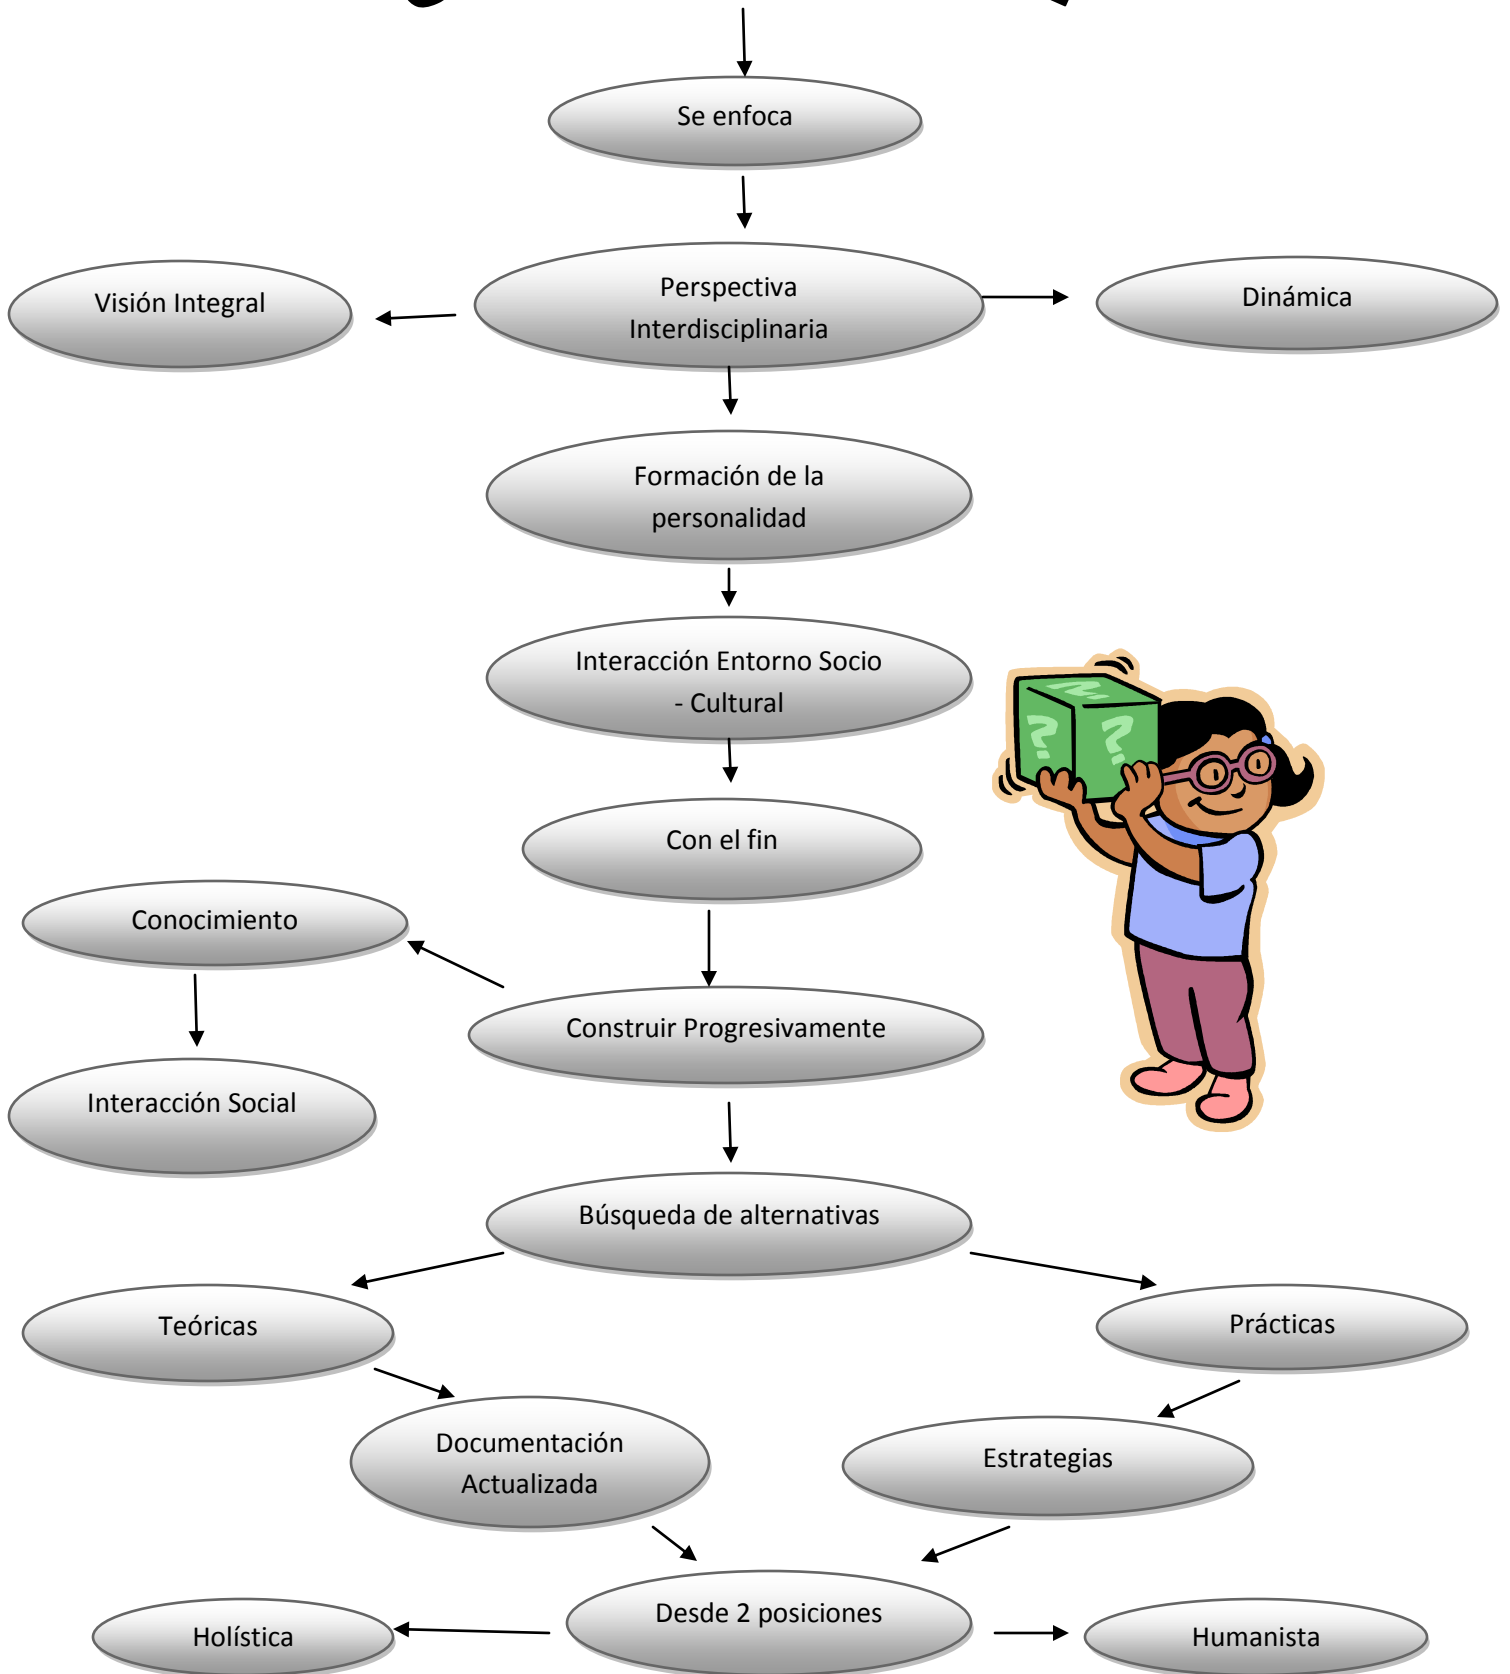 Se enfoca
Visión Integral
Perspectiva
Interdisciplinaria
Dinámica
Formación de la
personalidad
Interacción Entorno Socio
- Cultural
Con el fin
Conocimiento
Construir Progresivamente
Interacción Social
Búsqueda de alternativas
Teóricas
Prácticas
Documentación
Actualizada
Estrategias
Desde 2 posiciones
Holística
Humanista
? ? ?